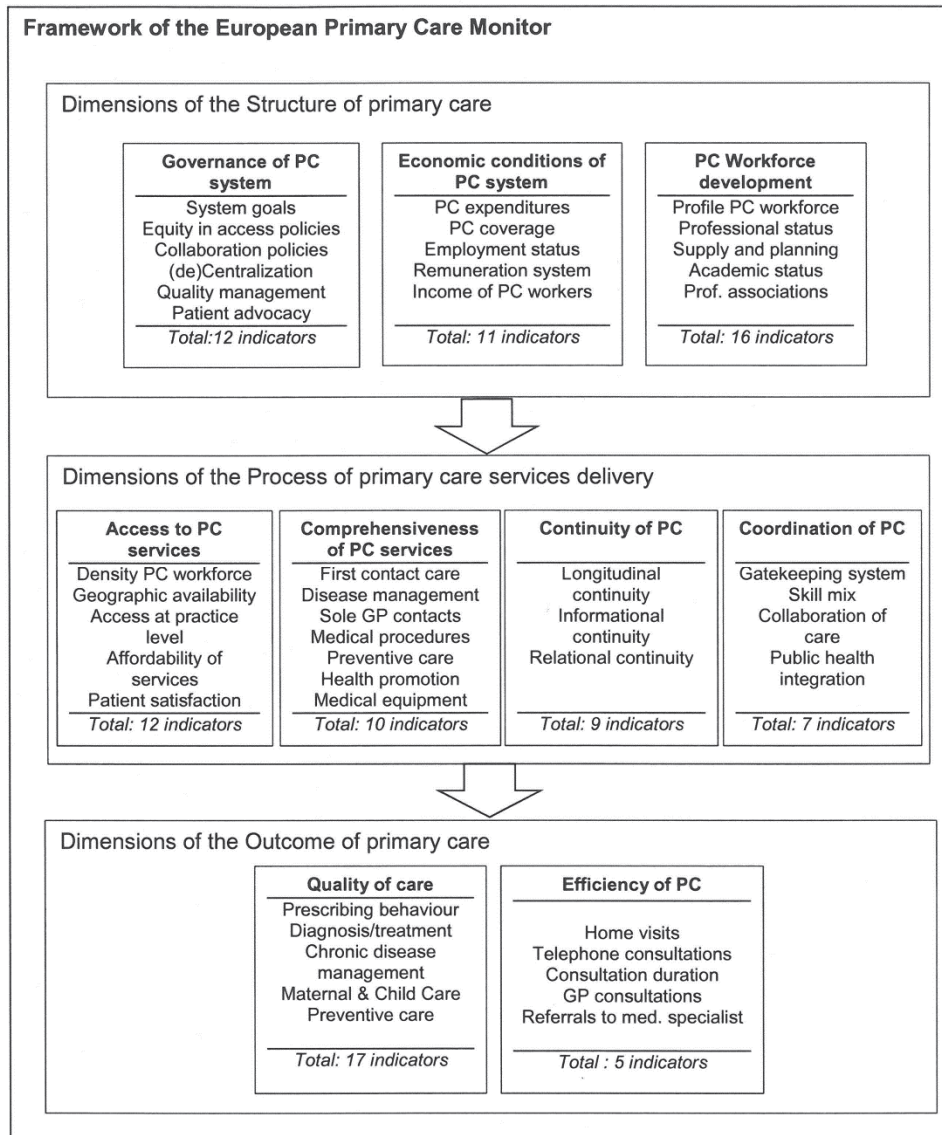 Framework of the European Primary Care Monitor
Dimensions of the Structure of primary care
Governance of PC
system
System goals
Equity in access policies
Collaboration policies
(de)Centralization
Quality management
Patient advocacy
Total:12 indicators
Economic conditions of
PC system
PC expenditures
PC coverage
Employment status
Remuneration system
Income of PC workers
Total: 11 indicators
PC Workforce
development
Profile PC workforce
Professional status
Supply and planning
Academic status
Prof. associations
Total: 16 indicators
Dimensions of the Process of primary care services delivery
Access to PC
services
Density PC workforce
Geographic availability
Access at practice
level
Affordability of
services
Patient satisfaction
Total: 12 indicators
Comprehensiveness
of PC services
First contact care
Disease management
Sole GP contacts
Medical procedures
Preventive care
Health promotion
Medical equipment
Total: 10 indicators
Continuity of PC
Longitudinal
continuity
Informational
continuity
Relational continuity
Total: 9 indicators
Coordination of PC
Gatekeeping system
Skill mix
Collaboration of
care
Public health
integration
Total: 7 indicators
Dimensions of the Outcome of primary care
Quality of care
Prescribing behaviour
Diagnosis/treatment
Chronic disease
management
Maternal & Child Care
Preventive care
Total: 17 indicators
Efficiency of PC
Home visits
Telephone consultations
Consultation duration
GP consultations
Referrals to med. specialist
Total : 5 indicators